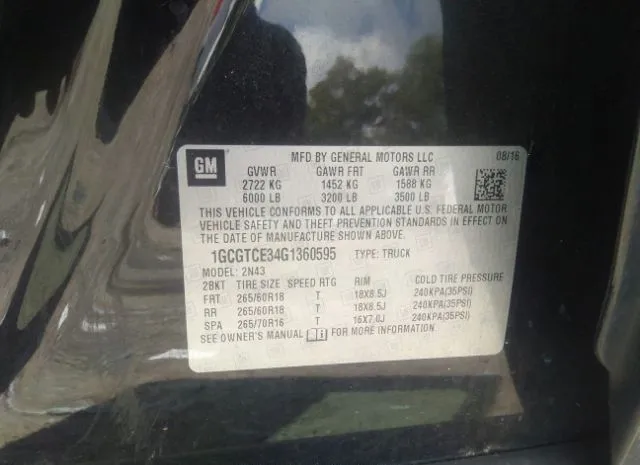 GM
MFD BY GENERAL MOTORS LLC 08/16
GVWR GAWR FRT GAWR RR
2722 KG 1452 KG 1588 KG
6000 LB 3200 LB 3500 LB
THIS VEHICLE CONFORMS TO ALL APPLICABLE U.S. FEDERAL MOTOR
VEHICLE SAFETY AND THEFT PREVENTION STANDARDS IN EFFECT ON
THE DATE OF MANUFACTURE SHOWN ABOVE.
1GCGTCE34G1360595 TYPE: TRUCK
MODEL: 2N43
28KT TIRE SIZE SPEED RTG RIM COLD TIRE PRESSURE
FRT 265/60R18 T 18X8.5J 240KPA(35PSI)
RR 265/60R18 T 18X8.5J 240KPA(35PSI)
SPA 265/70R16 T 16X7.0J 240KPA(35PSI)
SEE OWNER'S MANUAL FOR MORE INFORMATION.